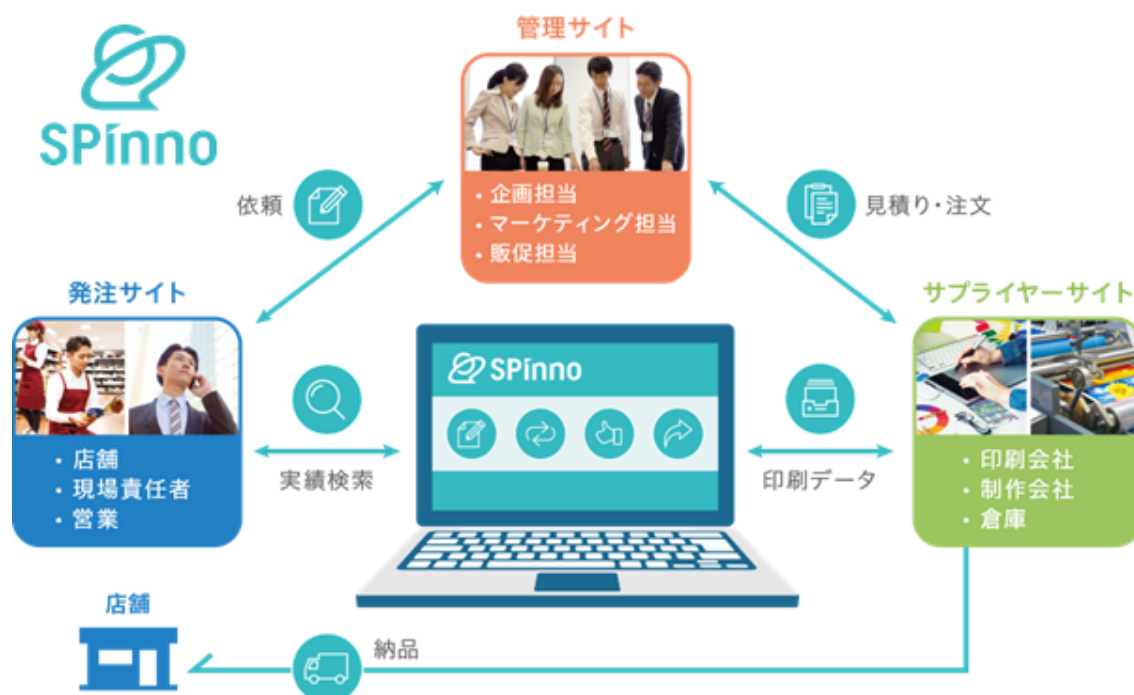 管理サイト
SPinno
・企画担当
・マーケティング担当
・販促担当
依頼
見積り・注文
発注サイト
サプライヤーサイト
SPinno
・店舗
・現場責任者
・営業
実績検索
印刷データ
・印刷会社
・制作会社
・倉庫
店舗
納品